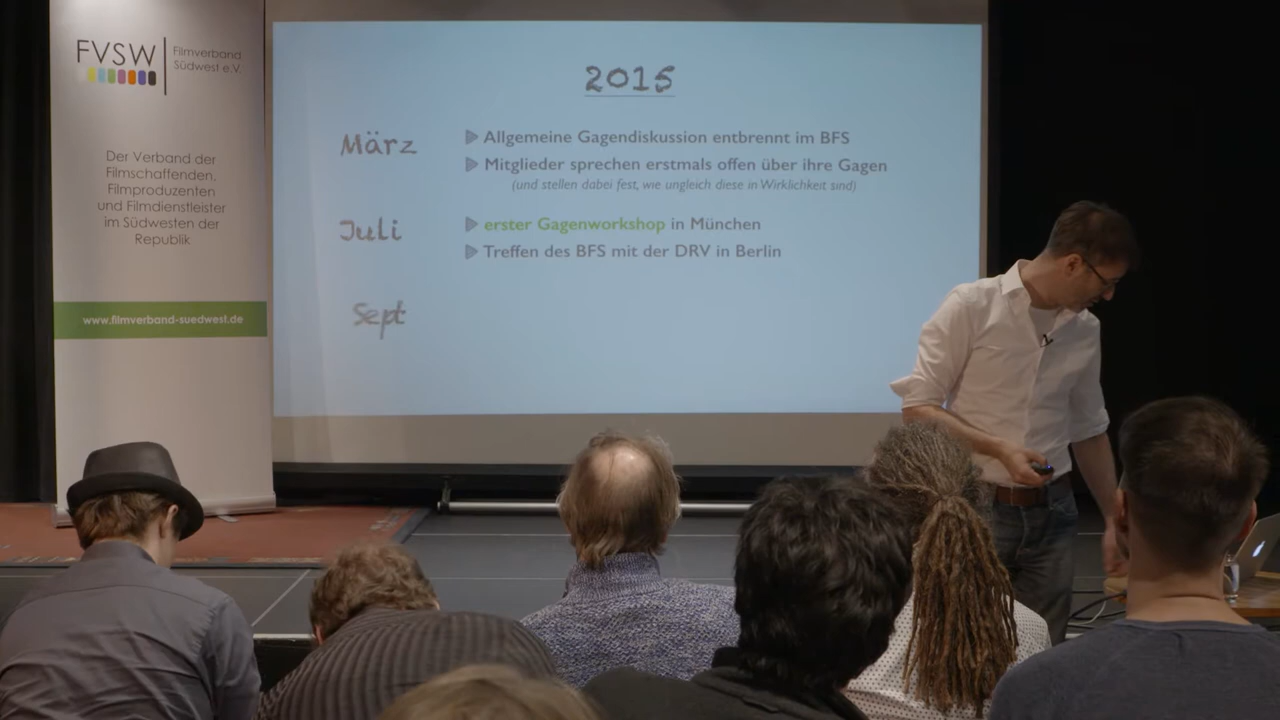 FVSW
Filmverband
Südwest e.V.
Der Verband der
Filmschaffenden,
Filmproduzenten
und Filmdienstleister
im Südwesten der
Republik
www.filmverband-suedwest.de
2015
März
Allgemeine Gagendiskussion entbrennt im BFS
Mitglieder sprechen erstmals offen über ihre Gagen
(und stellen dabei fest, wie ungleich diese in Wirklichkeit sind)
Juli
erster Gagenworkshop in München
Treffen des BFS mit der DRV in Berlin
Sept